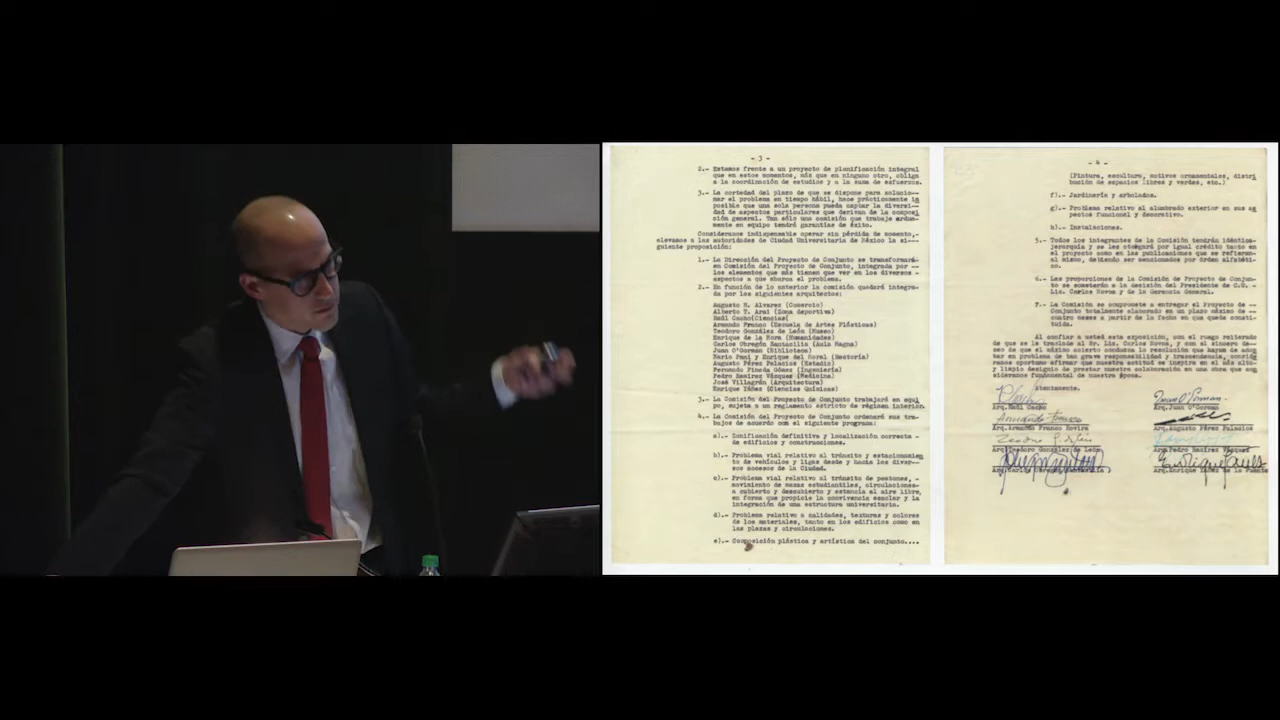 - 3 -
2.- Estamos frente a un proyecto de planificación integral
que en estos momentos, más que en ninguno otro, obliga
a la coordinación de estudios y a la suma de esfuerzos.
3.- La cortedad del plazo de que se dispone para solucio-
nar el problema en tiempo hábil, hace prácticamente im
posible que una sola persona pueda captar la diversi-
dad de aspectos particulares que derivan de la composi
ción general. Tan sólo una comisión que trabaje ardua-
mente en equipo tendrá garantías de éxito.
Consideramos indispensable operar sin pérdida de momento,-
elevamos a las autoridades de Ciudad Universitaria de México la si--
guiente proposición:
1.- La Dirección del Proyecto de Conjunto se transformará-
en Comisión del Proyecto de Conjunto, integrada por --
los elementos que más tienen que ver en los diversos -
aspectos a que abarca el problema.
2.- En función de lo anterior la comisión quedará integra-
da por los siguientes arquitectos:
Augusto H. Alvarez (Comercio)
Alberto T. Arai (Zona deportiva)
Raúl Cacho(Ciencias(
Armando Franco (Escuela de Artes Plásticas)
Teodoro González de León (Museo)
Enrique de la Mora (Humanidades)
Carlos Obregón Santacilia (Aula Magna)
Juan O'Gorman (Biblioteca)
Mario Pani y Enrique del Moral (Rectoría)
Augusto Pérez Palacios (Estadio)
Fernando Pineda Gómez (Ingeniería)
Pedro Ramírez Vázquez (Medicina)
José Villagrán (Arquitectura)
Enrique Yáñez (Ciencias Químicas)
3.- La Comisión del Proyecto de Conjunto trabajará en equi
po, sujeta a un reglamento estricto de régimen interior.
4.- La Comisión del Proyecto de Conjunto ordenará sus tra-
bajos de acuerdo con el siguiente programa:
a).- Zonificación definitiva y localización correcta -
de edificios y construcciones.
b).- Problema vial relativo al tránsito y estacionamien
to de vehículos y ligas desde y hacia los diver-
sos accesos de la Ciudad.
c).- Problema vial relativo al tránsito de peatones, -
movimiento de masas estudiantiles, circulaciones-
a cubierto y descubierto y estancia al aire libre,
en forma que propicie la convivencia escolar y la
integración de una estructura universitaria.
d).- Problema relativo a calidades, texturas y colores
de los materiales, tanto en los edificios como en
las plazas y circulaciones.
e).- Composición plástica y artística del conjunto....
- 4 -
(Pintura, escultura, motivos ornamentales, distri
bución de espacios libres y verdes, etc.)
f).- Jardinería y arbolados.
g).- Problema relativo al alumbrado exterior en sus as
pectos funcional y decorativo.
h).- Instalaciones.
5.- Todos los integrantes de la Comisión tendrán idéntica-
jerarquía y se les otorgará por igual crédito tanto en
el proyecto como en las publicaciones que se refieran-
al mismo, debiendo ser mencionados por órden alfabéti-
co.
6.- Las proporciones de la Comisión de Proyecto de Conjun-
to se someterán a la decisión del Presidente de C.U. -
Lic. Carlos Novoa y de la Gerencia General.
7.- La Comisión se compromete a entregar el Proyecto de --
Conjunto totalmente elaborado en un plazo máximo de ---
cuatro meses a partir de la fecha en que quede consti-
tuida.
Al confiar a usted esta exposición, con el ruego reiterado
de que se le traslade al Sr. Lic. Carlos Novoa, y con el sincero de-
seo de que el máximo acierto conduzca la resolución que hayan de adop
tar en problema de tan grave responsabilidad y trascendencia, conside
ramos oportuno afirmar que nuestra actitud se inspira en el más alto-
y limpio designio de prestar nuestra colaboración en una obra que con
sideramos fundamental de nuestra época.
Atentamente.
Arq. Raúl Cacho
Juan O'Gorman
Arq. Juan O'Gorman
Armando Franco
Arq. Armando Franco Rovira
Arq. Augusto Pérez Palacios
Arq. Teodoro González de León
Arq. Pedro Ramírez Vázquez
Enrique Yañez
Arq. Enrique Yáñez de la Fuente